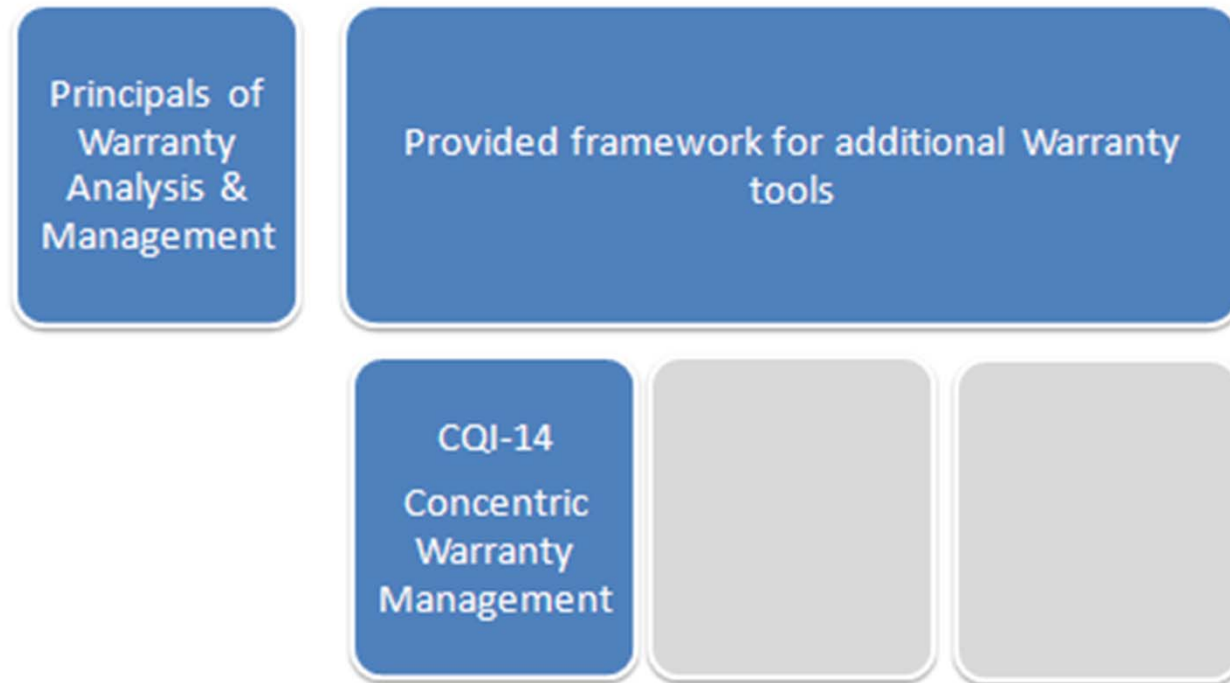 Principals of
Warranty
Analysis &
Management
Provided framework for additional Warranty
tools
CQI-14
Concentric
Warranty
Management